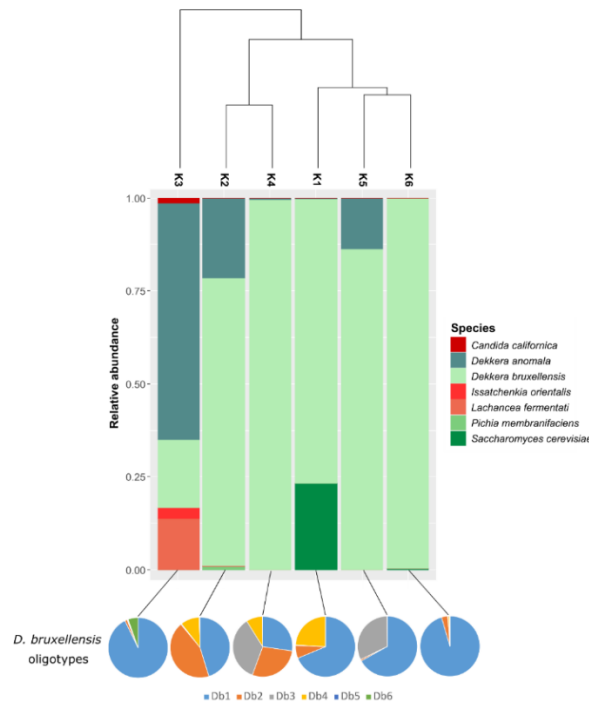 K3 K2 K4 K1 K5 K6
1.00
0.75
0.50
0.25
0.00
Relative abundance
Species
Candida californica
Dekkera anomala
Dekkera bruxellensis
Issatchenkia orientalis
Lachancea fermentati
Pichia membranifaciens
Saccharomyces cerevisiae
D. bruxellensis
oligotypes
Db1 Db2 Db3 Db4 Db5 Db6